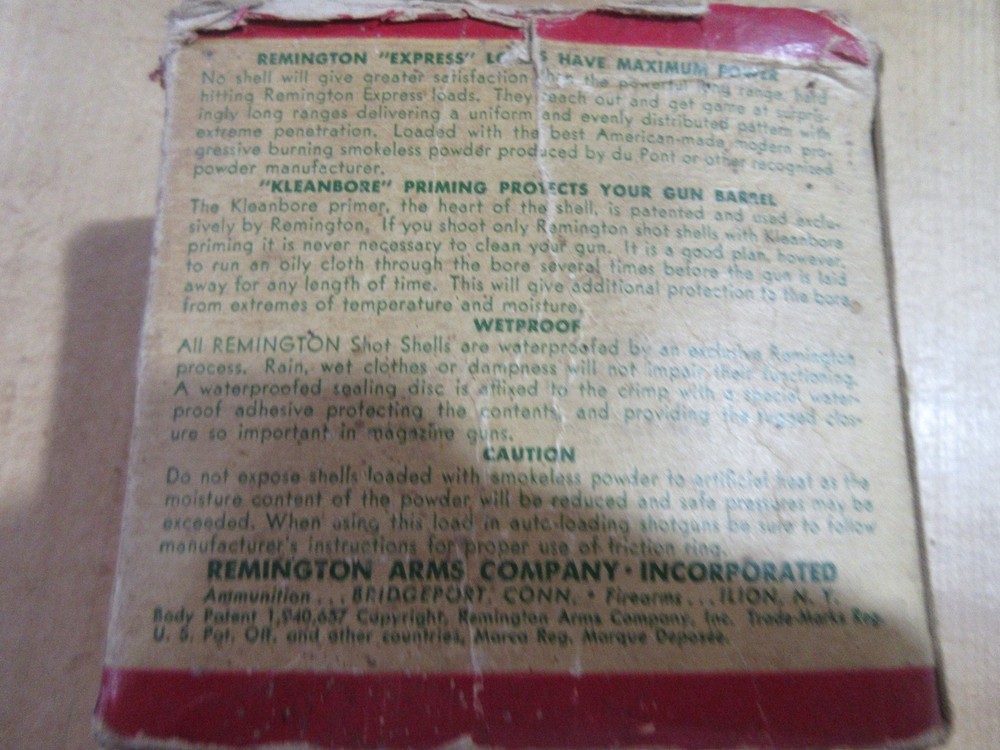 REMINGTON "EXPRESS" LOADS HAVE MAXIMUM POWER
No shell will give greater satisfaction than the powerful long range, hard
hitting Remington Express loads. They reach out and get game at surpris-
ingly long ranges delivering a uniform and evenly distributed pattern with
extreme penetration. Loaded with the best American-made, modern pro-
gressive burning smokeless powder produced by du Pont or other recognized
powder manufacturer.
"KLEANBORE" PRIMING PROTECTS YOUR GUN BARREL
The Kleanbore primer, the heart of the shell, is patented and used exclu-
sively by Remington. If you shoot only Remington shot shells with Kleanbore
priming it is never necessary to clean your gun. It is a good plan, however,
to run an oily cloth through the bore several times before the gun is laid
away for any length of time. This will give additional protection to the bore
from extremes of temperature and moisture.
WETPROOF
All REMINGTON Shot Shells are waterproofed by an exclusive Remington
process. Rain, wet clothes or dampness will not impair their functioning.
A waterproofed sealing disc is affixed to the crimp with a special water-
proof adhesive protecting the contents, and providing the rugged clos-
ure so important in magazine guns.
CAUTION
Do not expose shells loaded with smokeless powder to artificial heat as the
moisture content of the powder will be reduced and safe pressures may be
exceeded. When using this load in auto-loading shotguns be sure to follow
manufacturer's instructions for proper use of friction ring.
REMINGTON ARMS COMPANY · INCORPORATED
Ammunition... BRIDGEPORT, CONN. • Firearms... ILION, N. Y.
Body Patent 1,940,657 Copyright, Remington Arms Company, Inc. Trade-Marks Reg.
U. S. Pat. Off. and other countries, Marca Reg. Marque Deposée.